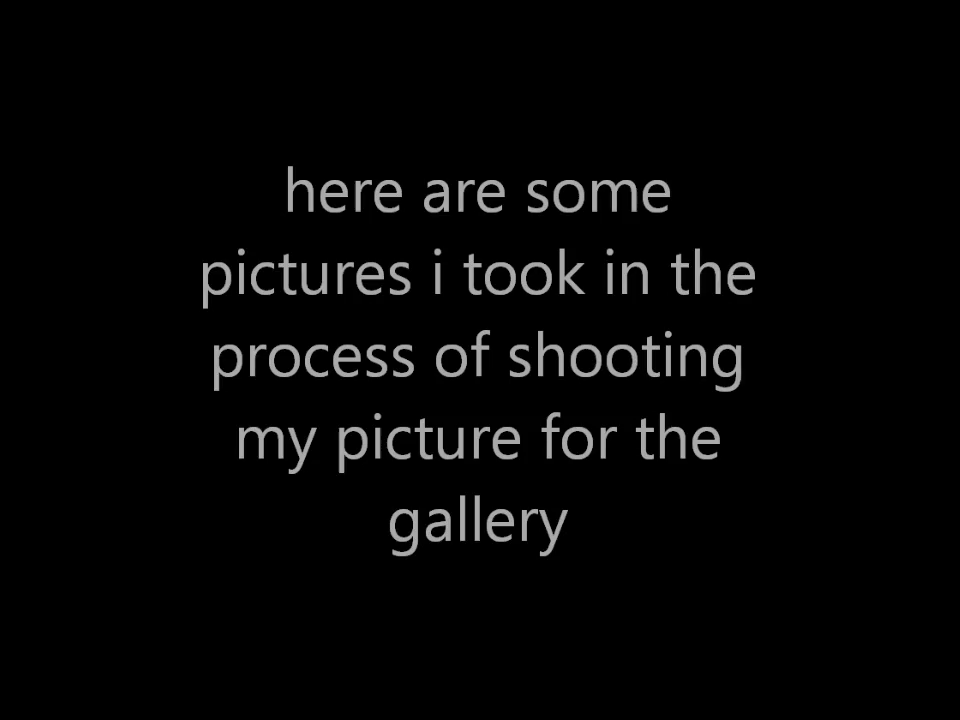 here are some
pictures i took in the
process of shooting
my picture for the
gallery